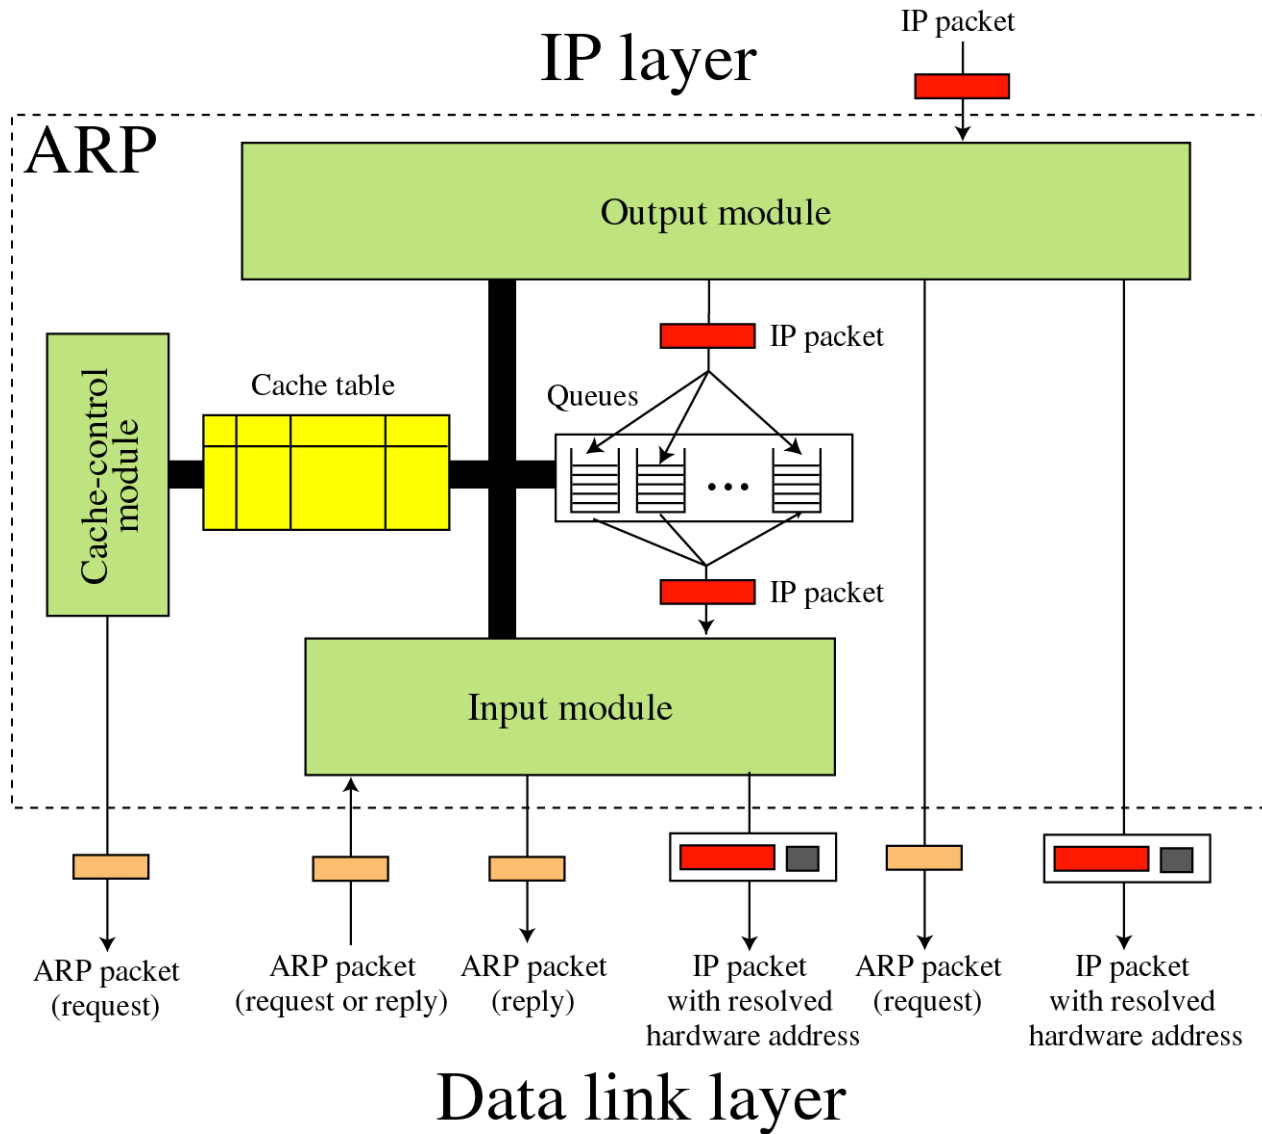 IP packet
IP layer
ARP
Output module
IP packet
Cache table
Queues
Cache-control
module
IP packet
Input module
ARP packet
(request)
ARP packet
(request or reply)
ARP packet
(reply)
IP packet
with resolved
hardware address
ARP packet
(request)
IP packet
with resolved
hardware address
Data link layer